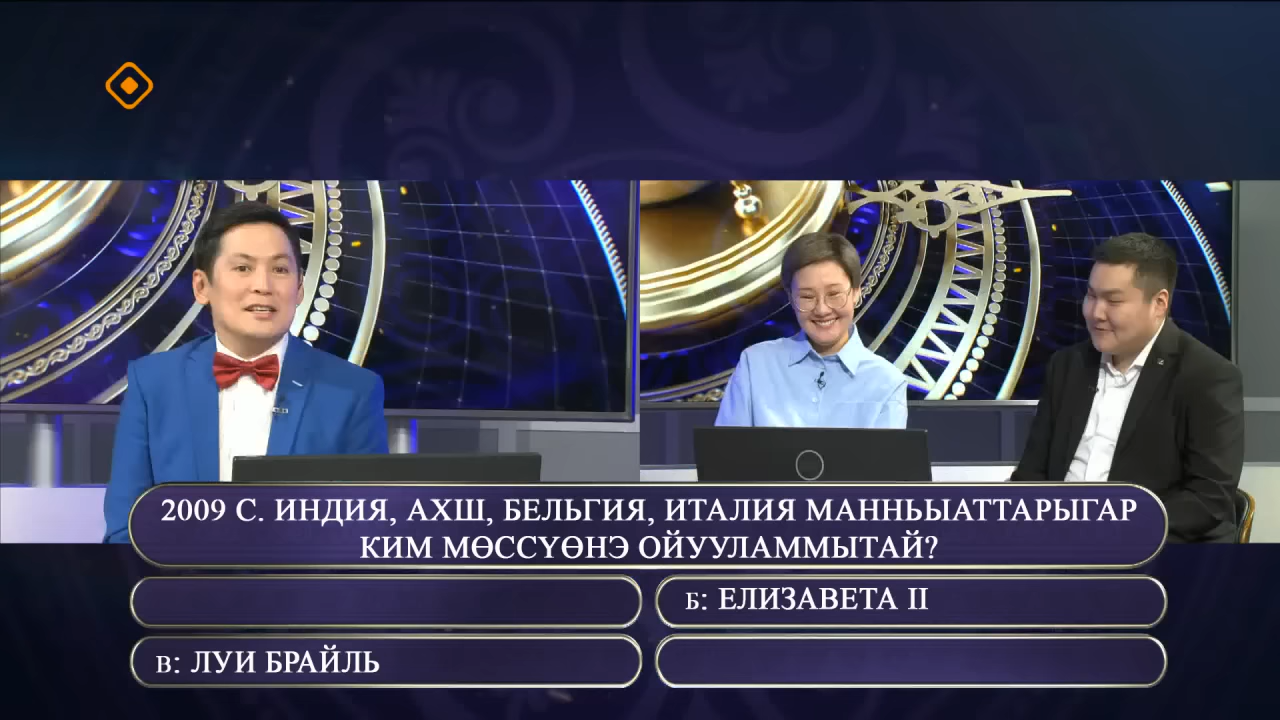 2009 С. ИНДИЯ, АХШ, БЕЛЬГИЯ, ИТАЛИЯ МАННЬЫАТТАРЫГАР
КИМ МӨССҮӨНЭ ОЙУУЛАММЫТАЙ?
Б: ЕЛИЗАВЕТА II
В: ЛУИ БРАЙЛЬ